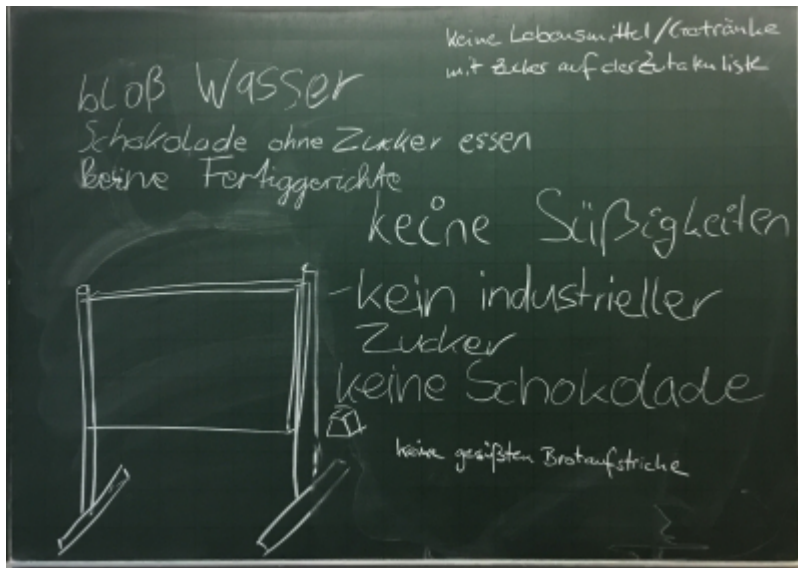 keine Lebensmittel/Getränke
mit Zucker auf der Zutatenliste
bloß Wasser
Schokolade ohne Zucker essen
keine Fertiggerichte
keine Süßigkeiten
-kein industrieller
Zucker
keine Schokolade
keine gesüßten Brotaufstriche